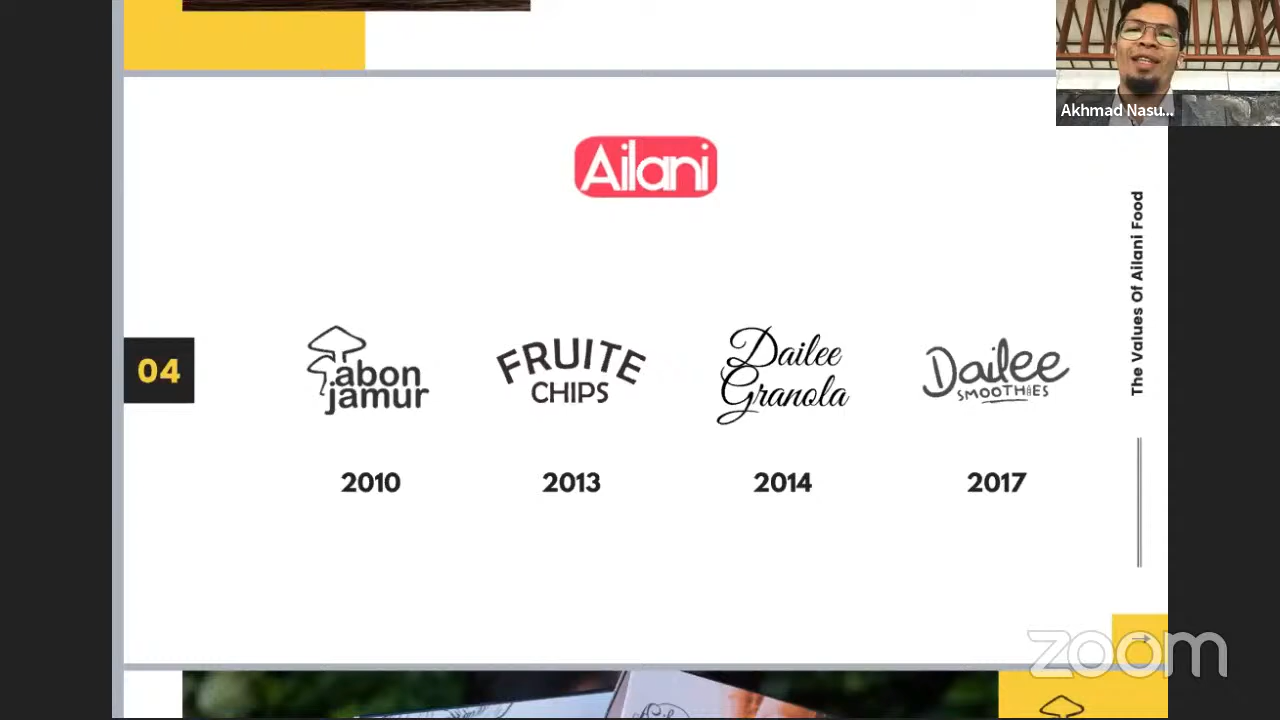 Akhmad Nasu...
Ailani
The Values Of Ailani Food
04
abon
jamur
FRUITE
CHIPS
Dailee
Granola
Dailee
SMOOTHIES
2010
2013
2014
2017
zoom